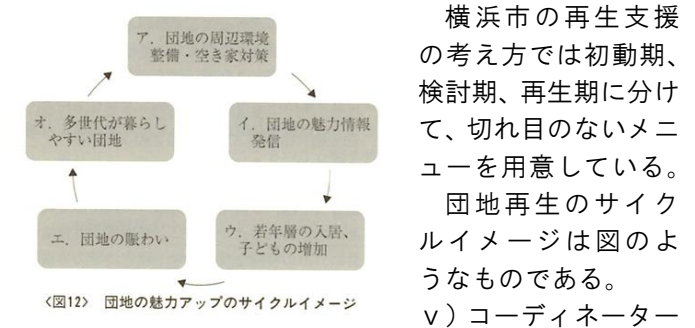 ア．団地の周辺環境
整備・空き家対策
オ．多世代が暮らし
やすい団地
イ．団地の魅力情報
発信
エ．団地の賑わい
ウ．若年層の入居、
子どもの増加
〈図12〉 団地の魅力アップのサイクルイメージ
横浜市の再生支援
の考え方では初動期、
検討期、再生期に分け
て、切れ目のないメニ
ューを用意している。
団地再生のサイク
ルイメージは図のよ
うなものである。
ⅴ）コーディネーター